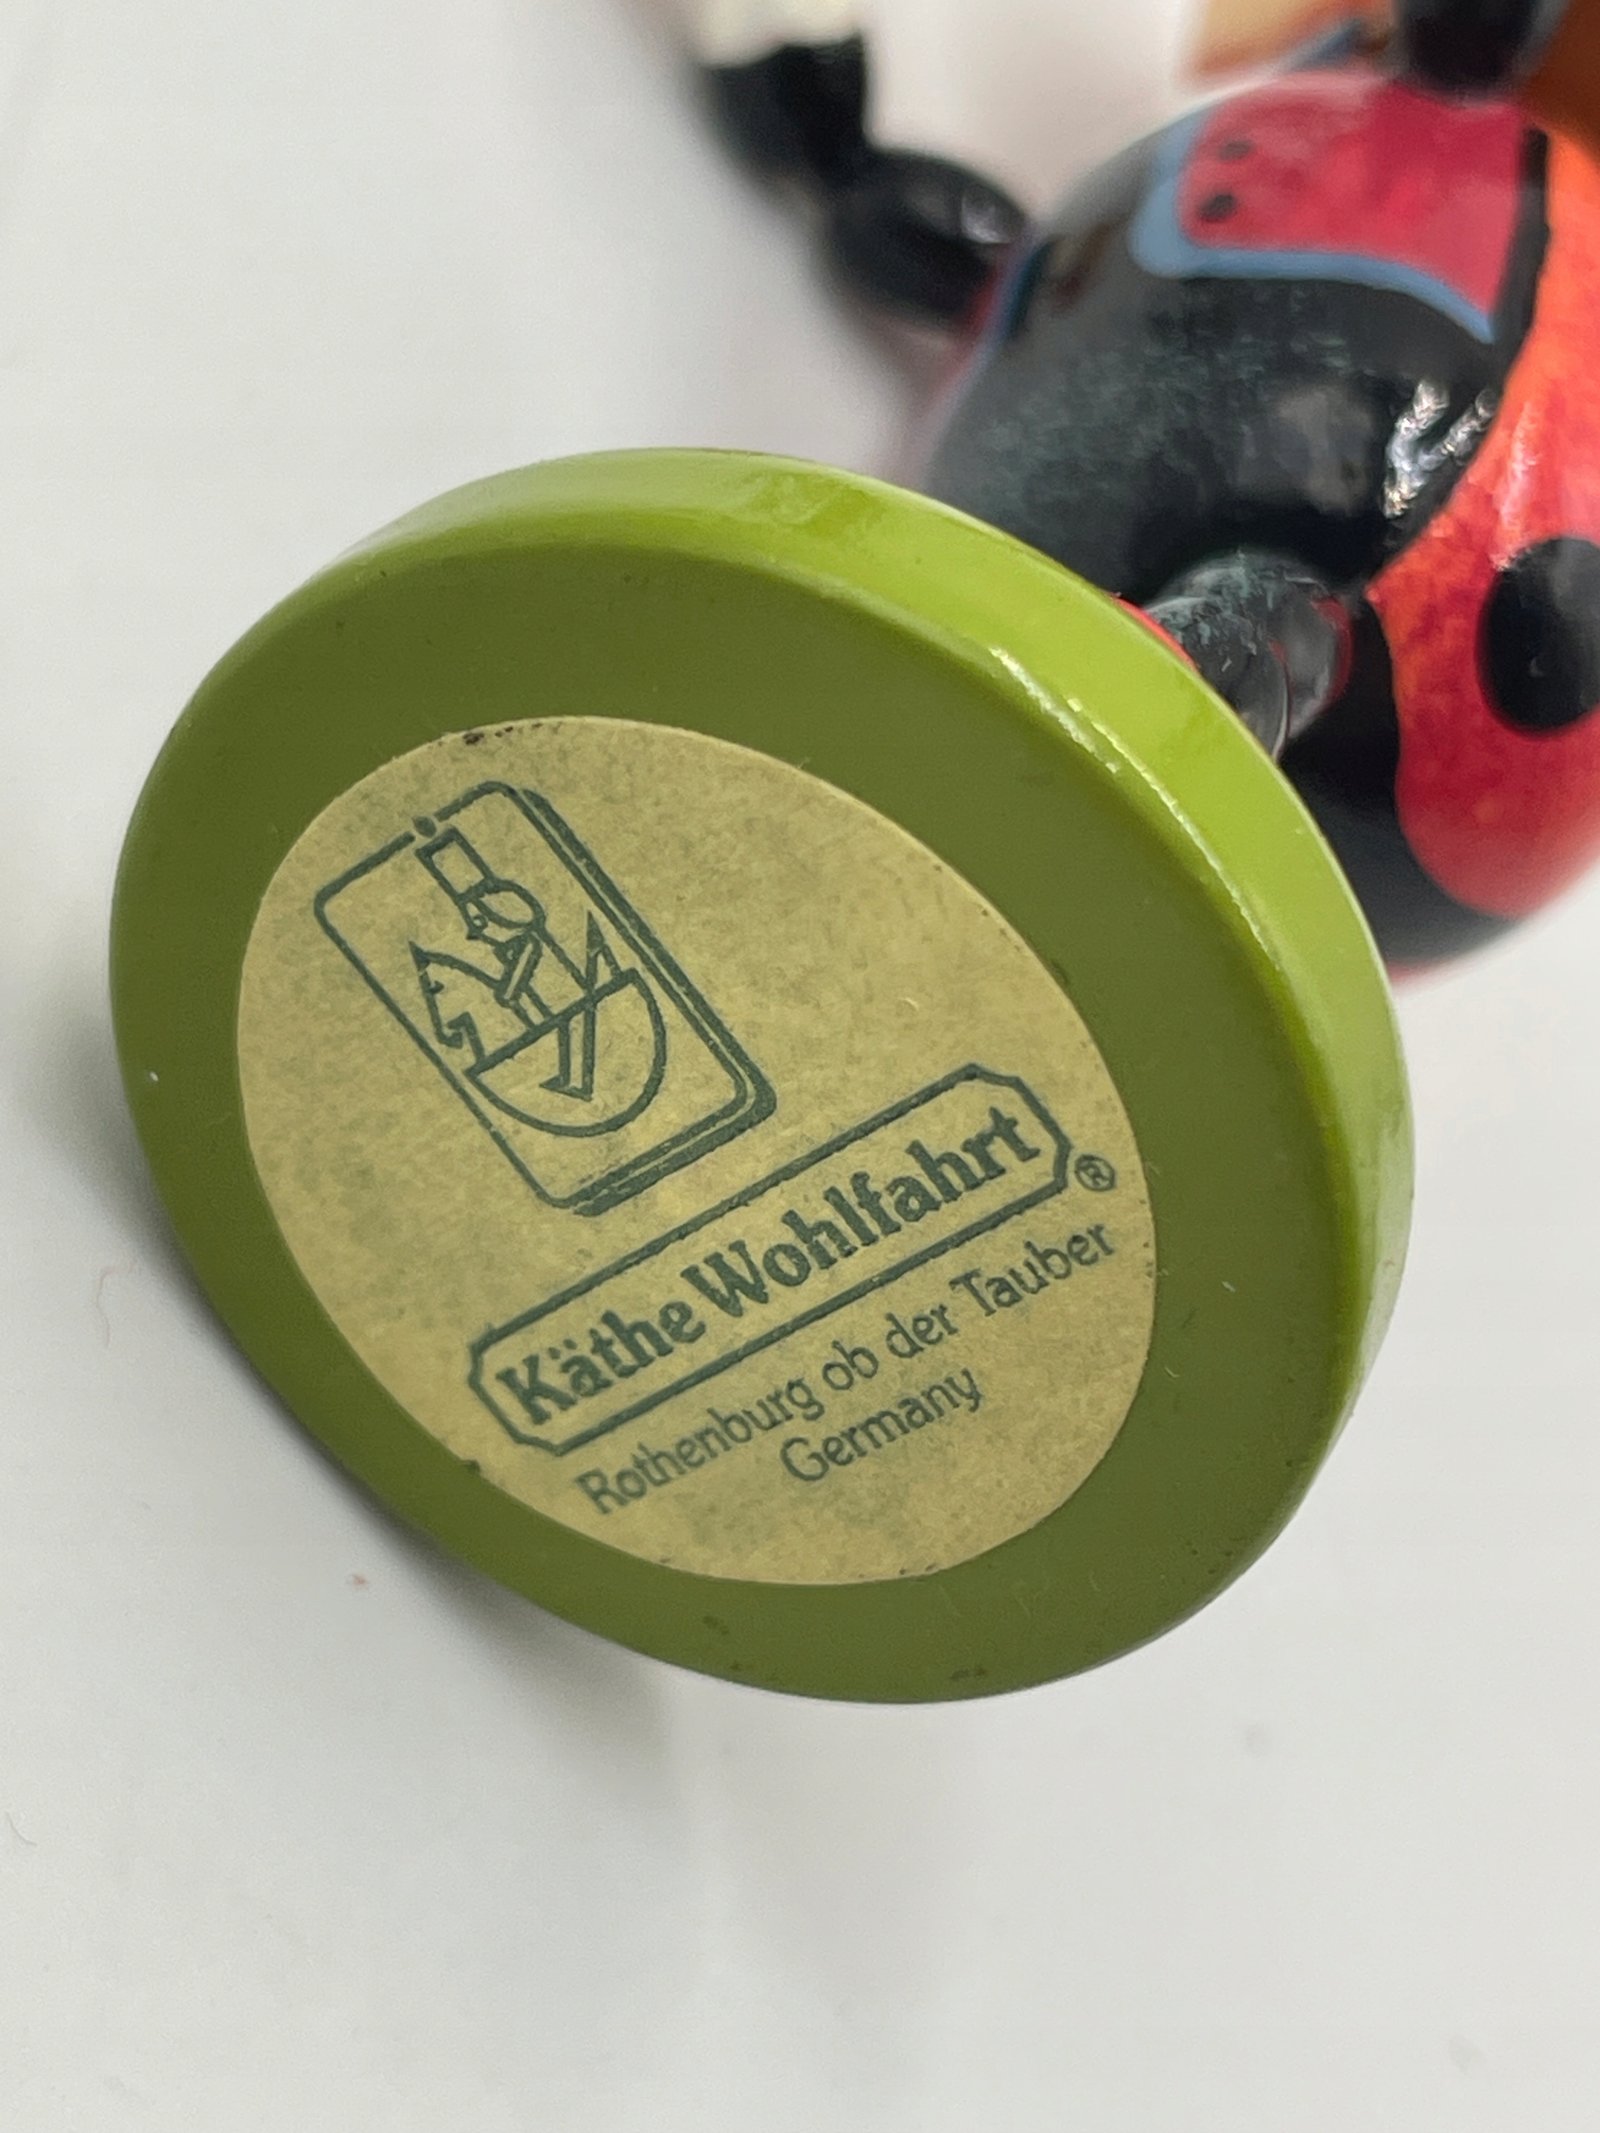 Käthe Wohlfahrt®
Rothenburg ob der Tauber
Germany